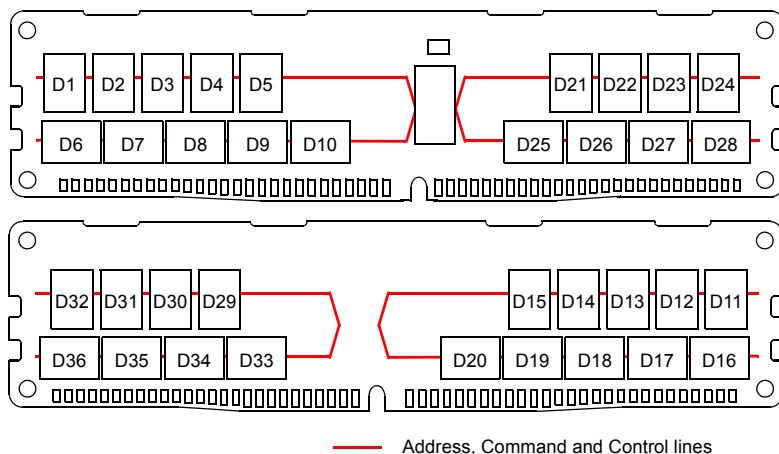 D1 D2 D3 D4 D5 D21 D22 D23 D24
D6 D7 D8 D9 D10 D25 D26 D27 D28
D32 D31 D30 D29 D15 D14 D13 D12 D11
D36 D35 D34 D33 D20 D19 D18 D17 D16
Address, Command and Control lines